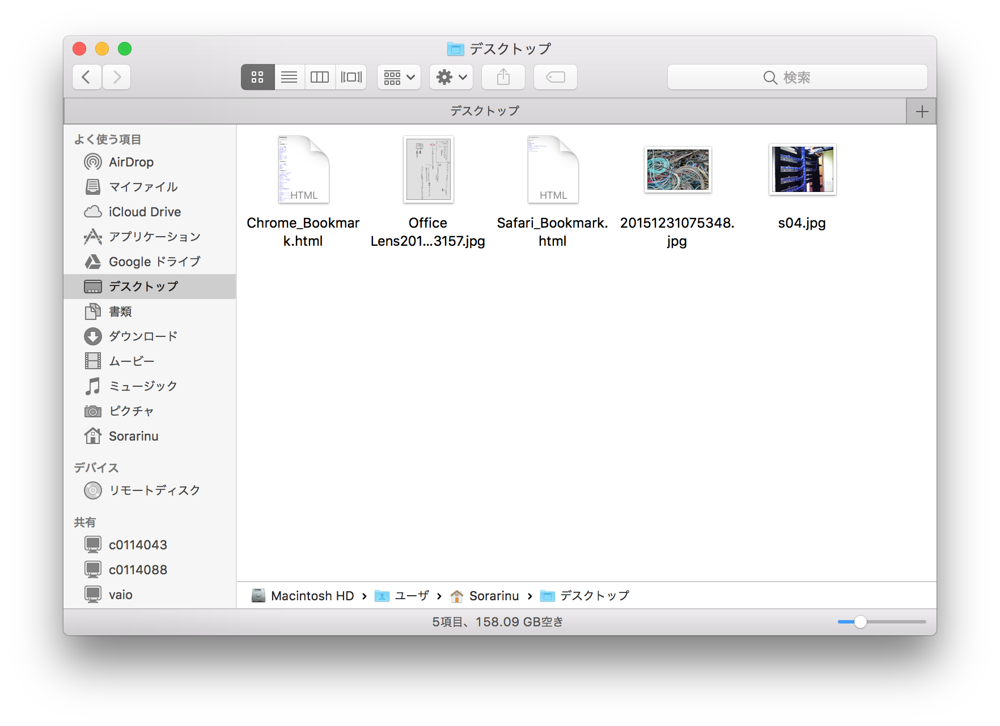 デスクトップ
検索
デスクトップ
よく使う項目
AirDrop
マイファイル
iCloud Drive
アプリケーション
Google ドライブ
デスクトップ
書類
ダウンロード
ムービー
ミュージック
ピクチャ
Sorarinu
デバイス
リモートディスク
共有
c0114043
c0114088
vaio
HTML
Chrome_Bookmar
k.html
Office
Lens201...3157.jpg
HTML
Safari_Bookmark.
html
20151231075348.
jpg
s04.jpg
Macintosh HD › ユーザ › Sorarinu › デスクトップ
5項目、158.09 GB空き